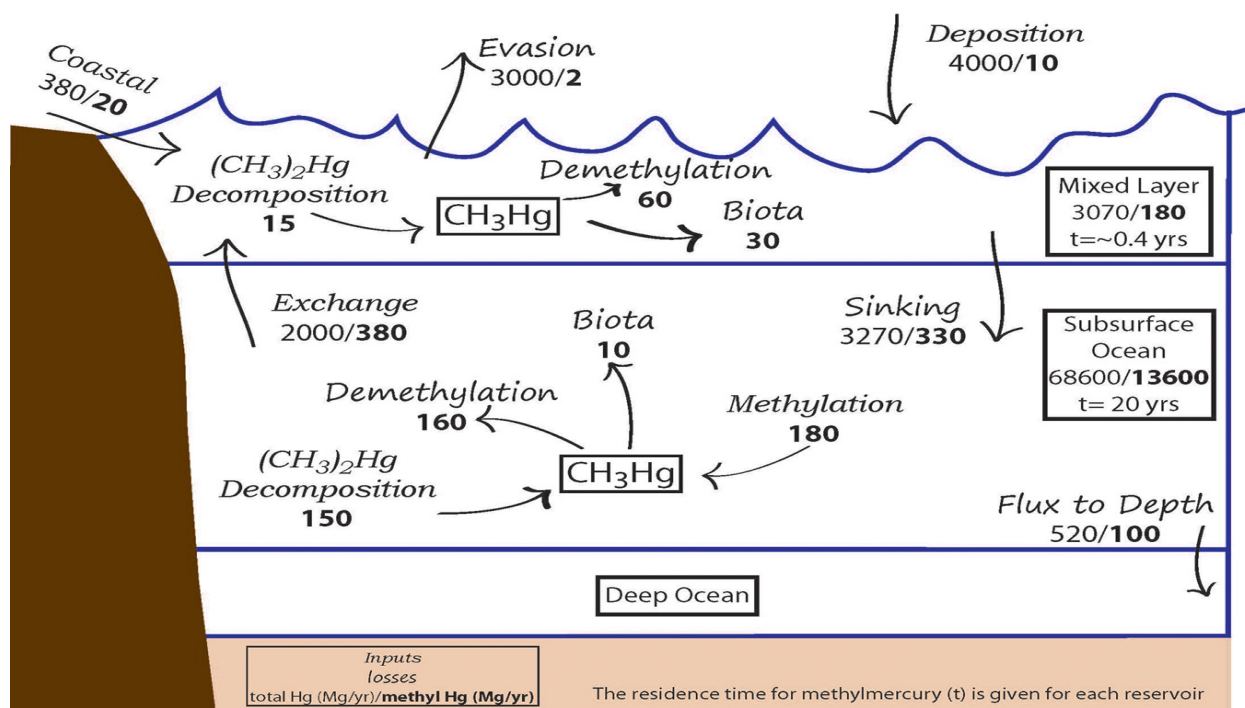 Coastal
380/20
Evasion
3000/2
Deposition
4000/10
(CH₃)₂Hg
Decomposition
15
CH₃Hg
Demethylation
60
Biota
30
Mixed Layer
3070/180
t=~0.4 yrs
Exchange
2000/380
Biota
10
Sinking
3270/330
Subsurface
Ocean
68600/13600
t= 20 yrs
Demethylation
160
Methylation
180
(CH₃)₂Hg
Decomposition
150
CH₃Hg
Flux to Depth
520/100
Deep Ocean
Inputs
losses
total Hg (Mg/yr)/methyl Hg (Mg/yr)
The residence time for methylmercury (t) is given for each reservoir